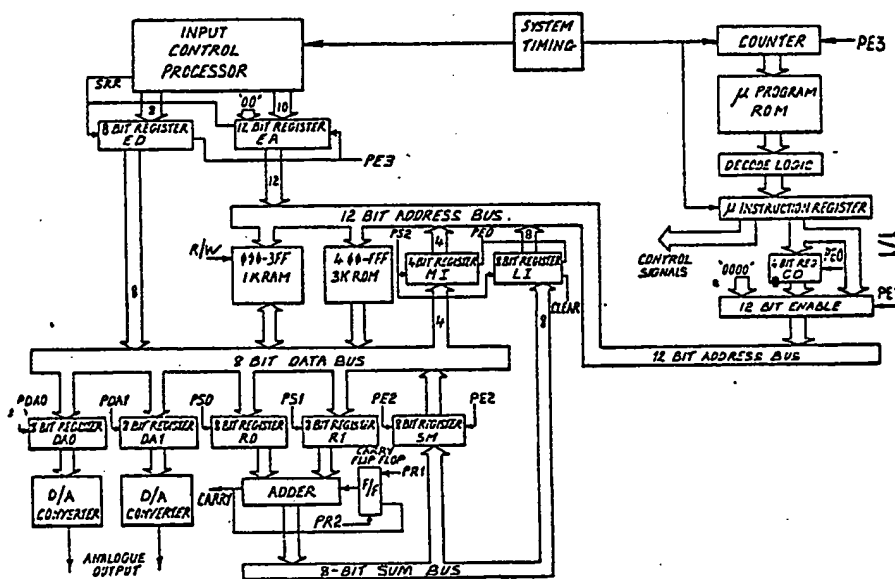 INPUT
CONTROL
PROCESSOR
SYSTEM
TIMING
COUNTER
PE3
μ PROGRAM
ROM
DECODE LOGIC
μ INSTRUCTION REGISTER
SRR
8
"00"
10
8 BIT REGISTER
ED
12 BIT REGISTER
EA
PE3
12
12 BIT ADDRESS BUS.
R/W
ϕϕϕ-3FF
1K RAM
4ϕϕ-FFF
3K ROM
PS2
4
PE0
8
4 BIT REGISTER
MI
8 BIT REGISTER
LI
CLEAR
4
8
8
CONTROL
SIGNALS
"0000"
CO
PE0
12 BIT ENABLE
8 BIT DATA BUS
12 BIT ADDRESS BUS
PDA0
PDA1
PS0
PS1
PE2
PE2
8 BIT REGISTER
DA0
8 BIT REGISTER
DA1
8 BIT REGISTER
R0
8 BIT REGISTER
R1
8 BIT REGISTER
SM
D/A
CONVERTER
D/A
CONVERTER
CARRY
ADDER
CARRY
FLIP FLOP
F/F
PR1
PR2
ANALOGUE
OUTPUT
8-BIT SUM BUS